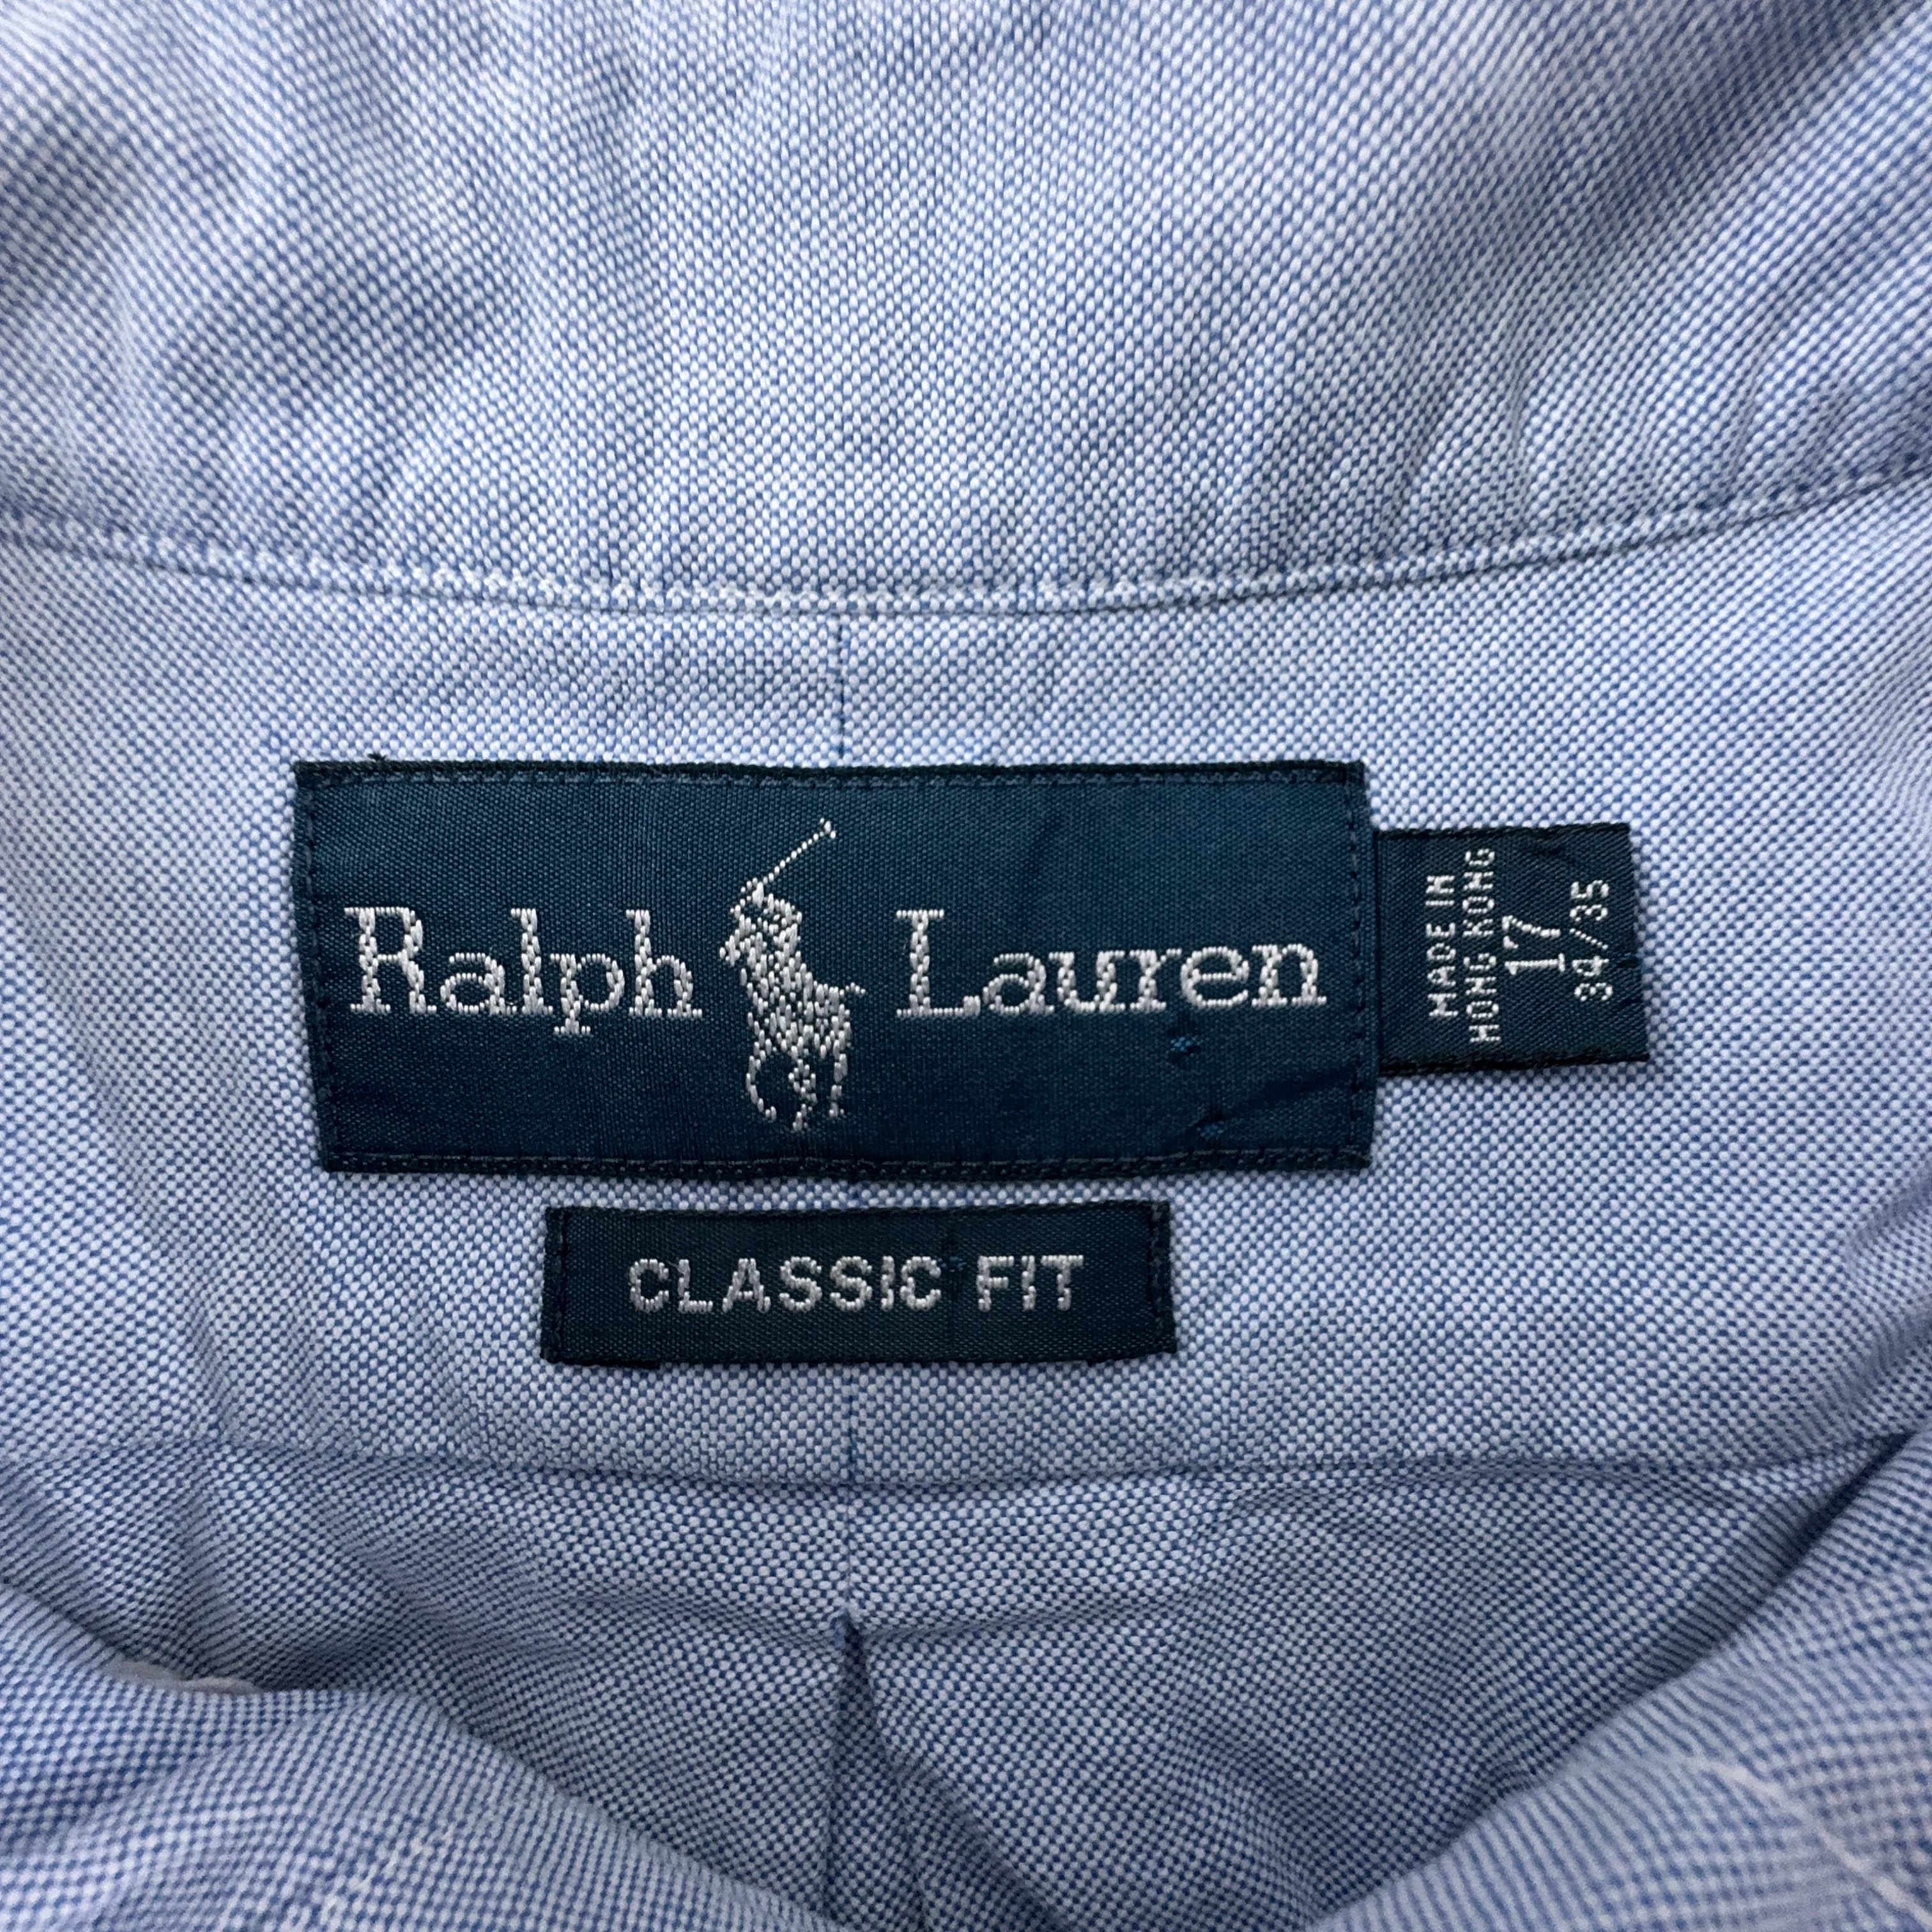 Ralph Lauren
MADE IN
HONG KONG
17
34/35
CLASSIC FIT